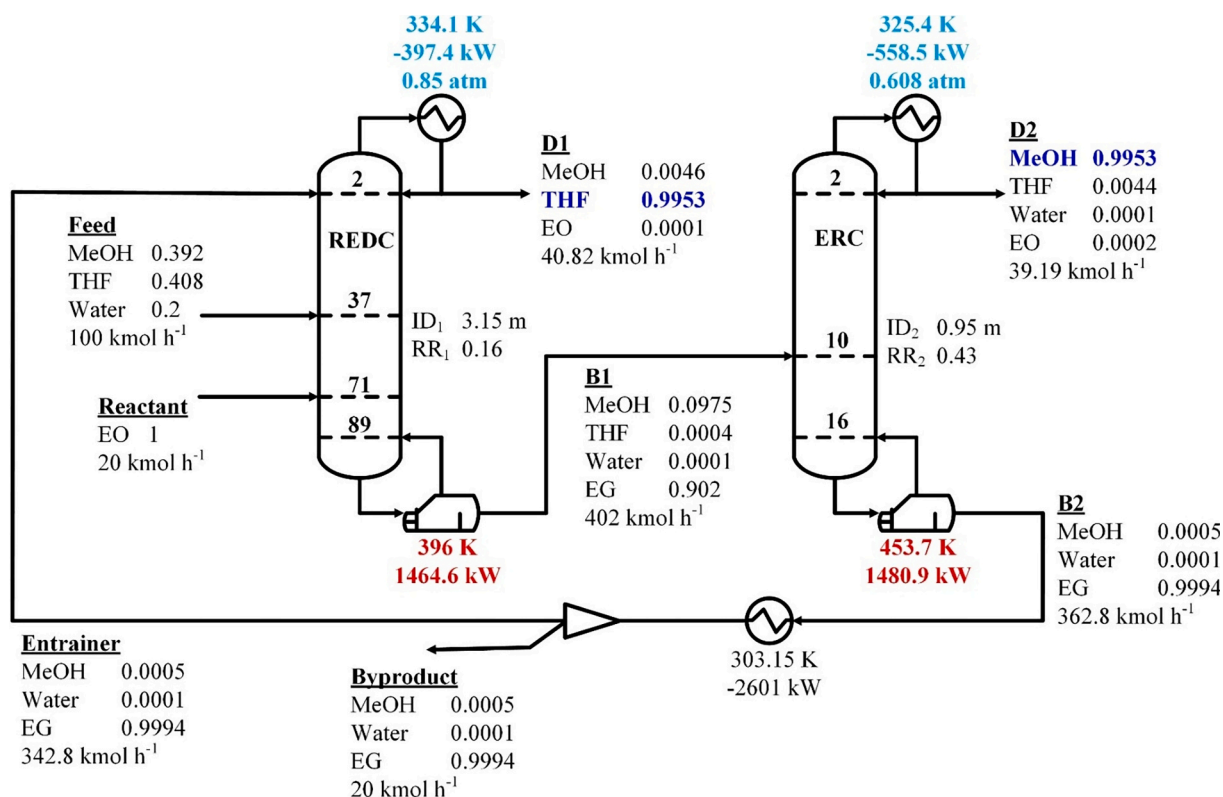 334.1 K
-397.4 kW
0.85 atm
325.4 K
-558.5 kW
0.608 atm
D1
MeOH 0.0046
THF 0.9953
EO 0.0001
40.82 kmol h-1
D2
MeOH 0.9953
THF 0.0044
Water 0.0001
EO 0.0002
39.19 kmol h-1
2
REDC
37
71
89
2
ERC
10
16
Feed
MeOH 0.392
THF 0.408
Water 0.2
100 kmol h-1
ID1 3.15 m
RR1 0.16
ID2 0.95 m
RR2 0.43
Reactant
EO 1
20 kmol h-1
B1
MeOH 0.0975
THF 0.0004
Water 0.0001
EG 0.902
402 kmol h-1
396 K
1464.6 kW
453.7 K
1480.9 kW
B2
MeOH 0.0005
Water 0.0001
EG 0.9994
362.8 kmol h-1
Entrainer
MeOH 0.0005
Water 0.0001
EG 0.9994
342.8 kmol h-1
Byproduct
MeOH 0.0005
Water 0.0001
EG 0.9994
20 kmol h-1
303.15 K
-2601 kW